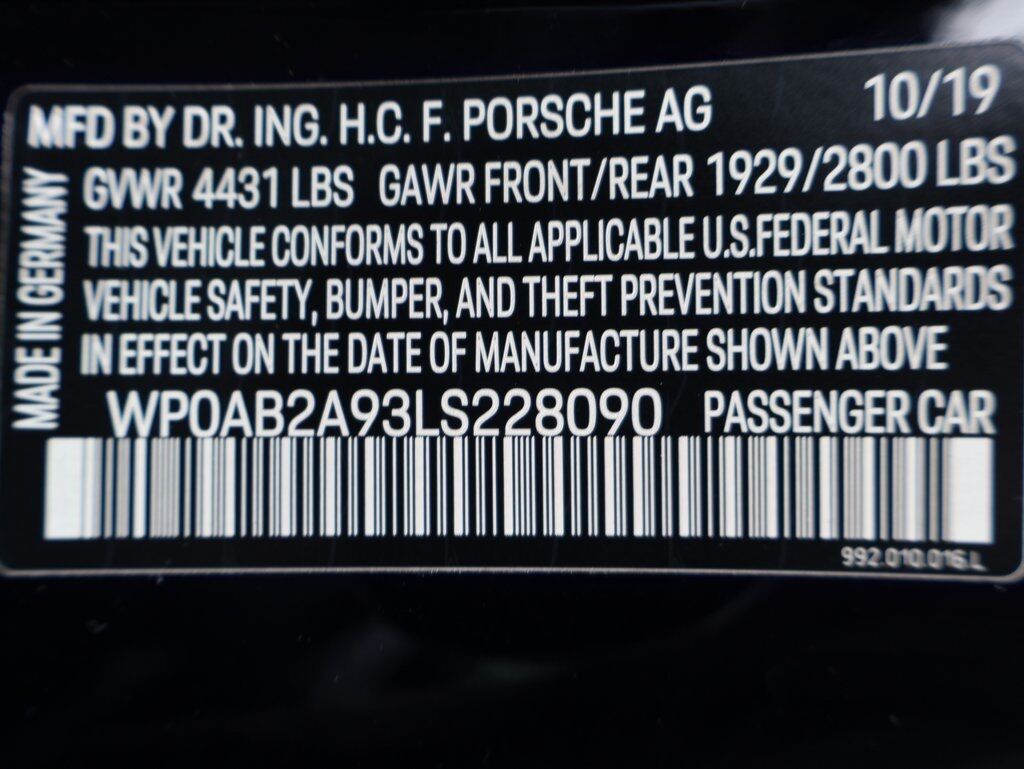 MFD BY DR. ING. H.C. F. PORSCHE AG 10/19
GVWR 4431 LBS GAWR FRONT/REAR 1929/2800 LBS
THIS VEHICLE CONFORMS TO ALL APPLICABLE U.S.FEDERAL MOTOR
VEHICLE SAFETY, BUMPER, AND THEFT PREVENTION STANDARDS
IN EFFECT ON THE DATE OF MANUFACTURE SHOWN ABOVE
WP0AB2A93LS228090 PASSENGER CAR
992.010.016.L
MADE IN GERMANY